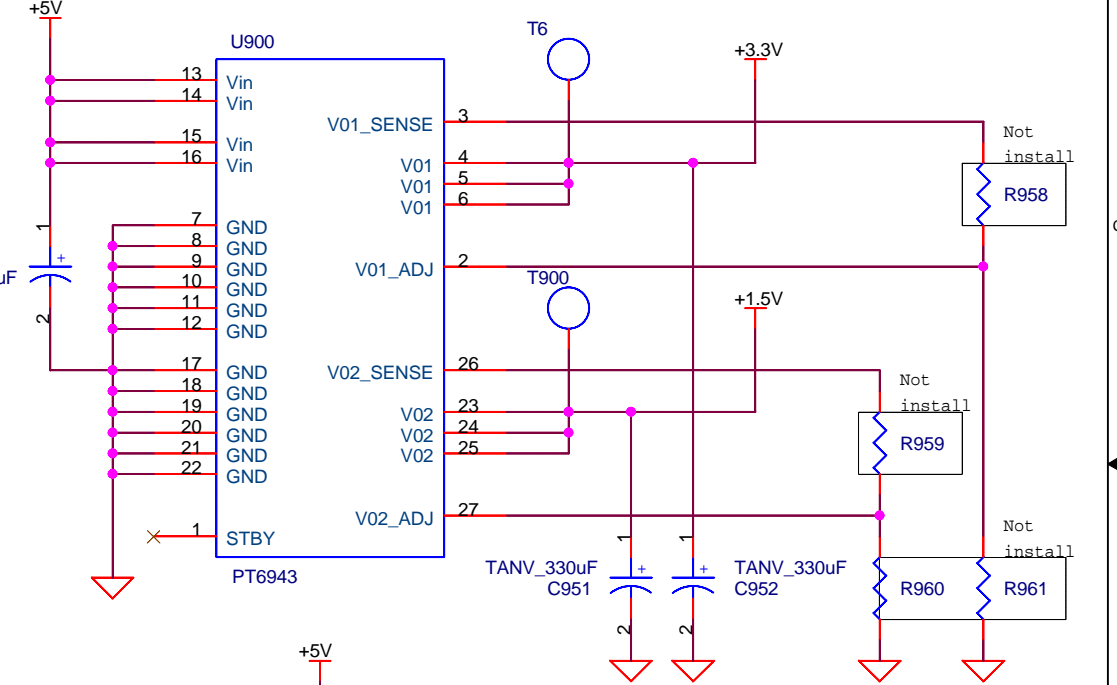 +5V
U900
T6
+3.3V
13 Vin
14 Vin
15 Vin
16 Vin
V01_SENSE 3
V01 4
V01 5
V01 6
Not
install
R958
1
+
uF
2
7 GND
8 GND
9 GND
10 GND
11 GND
12 GND
V01_ADJ 2
T900
+1.5V
17 GND
18 GND
19 GND
20 GND
21 GND
22 GND
V02_SENSE 26
V02 23
V02 24
V02 25
Not
install
R959
V02_ADJ 27
1 STBY
PT6943
1
1
TANV_330uF
C951
+
+
TANV_330uF
C952
2
2
Not
install
R960
R961
+5V